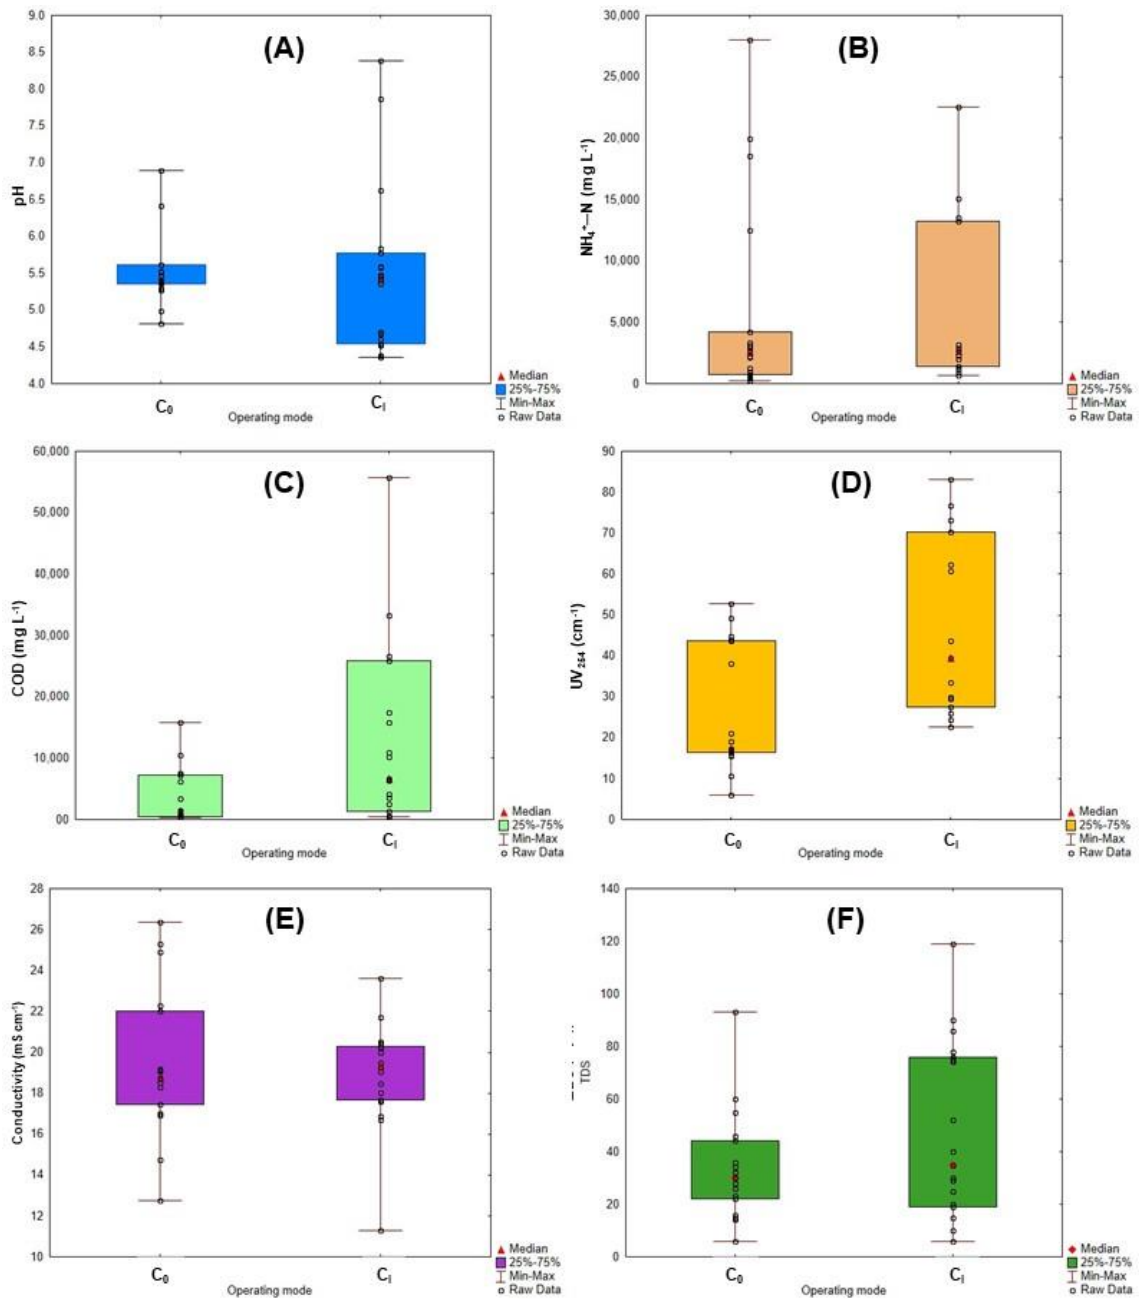 (A)
9.0
8.5
8.0
7.5
7.0
6.5
6.0
5.5
5.0
4.5
4.0
pH
C₀
Cᵢ
Operating mode
Median
25%-75%
Min-Max
Raw Data
(B)
30,000
25,000
20,000
15,000
10,000
5,000
0
NH₄⁺—N (mg L⁻¹)
C₀
Cᵢ
Operating mode
Median
25%-75%
Min-Max
Raw Data
(C)
60,000
50,000
40,000
30,000
20,000
10,000
00
COD (mg L⁻¹)
C₀
Cᵢ
Operating mode
Median
25%-75%
Min-Max
Raw Data
(D)
90
80
70
60
50
40
30
20
10
0
UV₂₅₄ (cm⁻¹)
C₀
Cᵢ
Operating mode
Median
25%-75%
Min-Max
Raw Data
(E)
28
26
24
22
20
18
16
14
12
10
Conductivity (mS cm⁻¹)
C₀
Cᵢ
Operating mode
Median
25%-75%
Min-Max
Raw Data
(F)
140
120
100
80
60
40
20
0
TDS
C₀
Cᵢ
Operating mode
Median
25%-75%
Min-Max
Raw Data